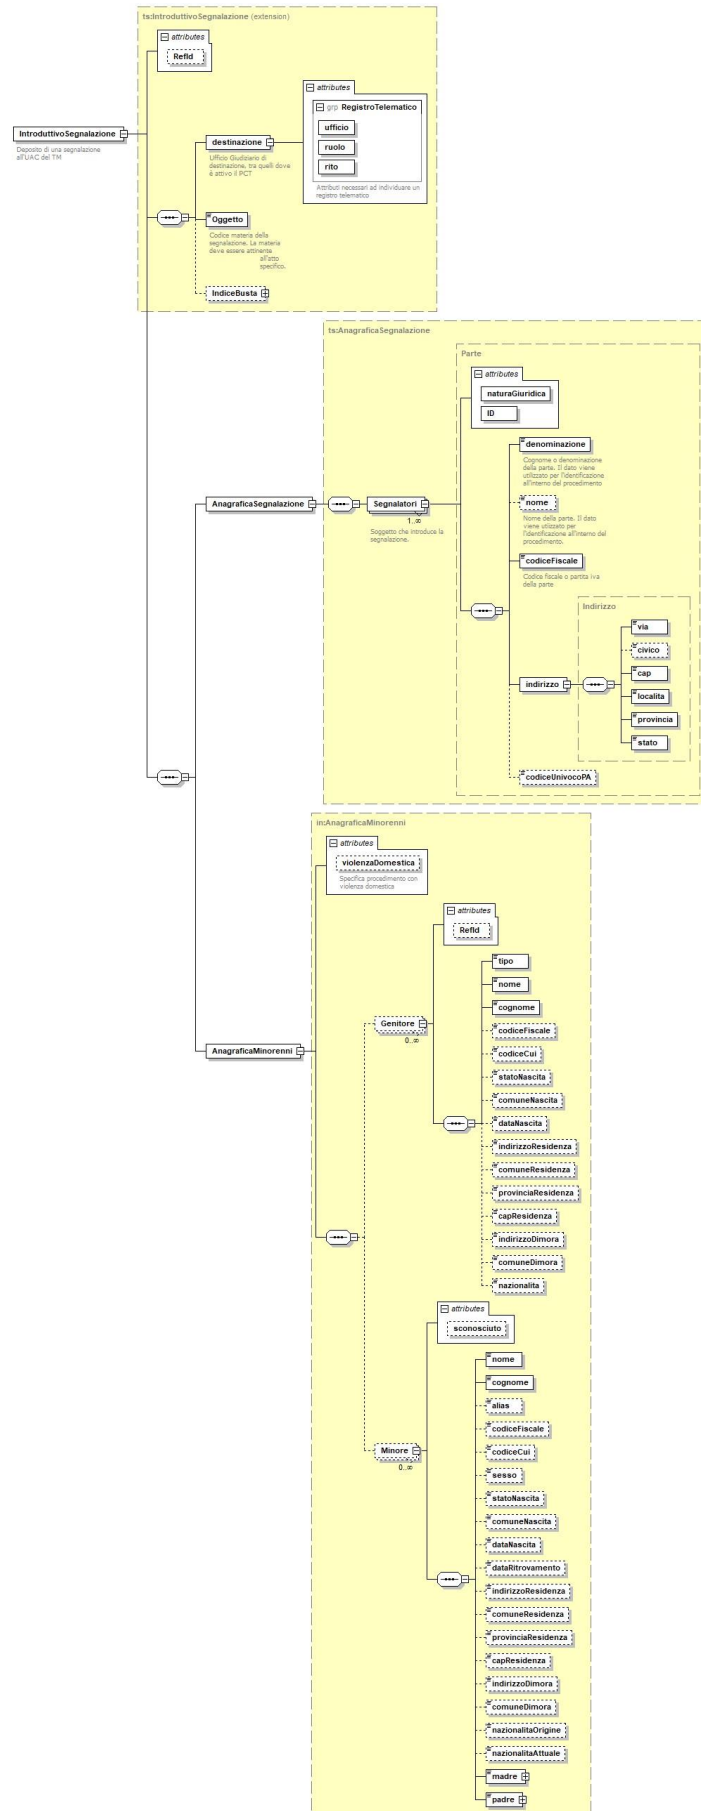 ts:IntroduttivoSegnalazione (extension)
attributes
RefId
IntroduttivoSegnalazione
Deposito di una segnalazione
all'UAC del TM
destinazione
Ufficio Giudiziario di
destinazione, tra quelli dove
è attivo il PCT
attributes
grp RegistroTelematico
ufficio
ruolo
rito
Attributi necesari ad individuare un
registro telematico
Oggetto
Codice materia della
segnalazione. La materia
deve essere attinente
all'atto
specifico.
IndiceBusta
ts:AnagraficaSegnalazione
Parte
attributes
naturaGiuridica
ID
AnagraficaSegnalazione
Segnalatori
1..∞
Soggetto che introduce la
segnalazione.
denominazione
Cognome o denominazione
della parte. Il dato viene
utilizzato per l'identificazione
all'interno del procedimento
nome
Nome della parte. Il dato
viene utlizzato per
l'identificazione all'interno del
procedimento.
codiceFiscale
Codice fiscale o partita iva
della parte
indirizzo
Indirizzo
via
civico
cap
localita
provincia
stato
codiceUnivocoPA
in:AnagraficaMinorenni
attributes
violenzaDomestica
Specifica procedimento con
violenza domestica
AnagraficaMinorenni
Genitore
0..∞
attributes
RefId
tipo
nome
cognome
codiceFiscale
codiceCui
statoNascita
comuneNascita
dataNascita
indirizzoResidenza
comuneResidenza
provinciaResidenza
capResidenza
indirizzoDimora
comuneDimora
nazionalita
Minore
0..∞
attributes
sconosciuto
nome
cognome
alias
codiceFiscale
codiceCui
sesso
statoNascita
comuneNascita
dataNascita
dataRitrovamento
indirizzoResidenza
comuneResidenza
provinciaResidenza
capResidenza
indirizzoDimora
comuneDimora
nazionalitaOrigine
nazionalitaAttuale
madre
padre